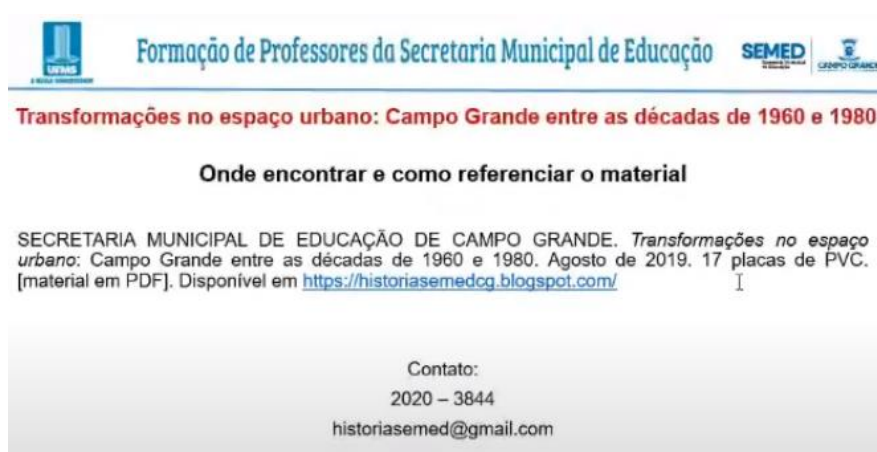 UFMS
Formação de Professores da Secretaria Municipal de Educação
SEMED
CAMPO GRANDE
Transformações no espaço urbano: Campo Grande entre as décadas de 1960 e 1980
Onde encontrar e como referenciar o material
SECRETARIA MUNICIPAL DE EDUCAÇÃO DE CAMPO GRANDE. Transformações no espaço
urbano: Campo Grande entre as décadas de 1960 e 1980. Agosto de 2019. 17 placas de PVC.
[material em PDF]. Disponível em https://historiasemedcg.blogspot.com/
Contato:
2020 – 3844
historiasemed@gmail.com